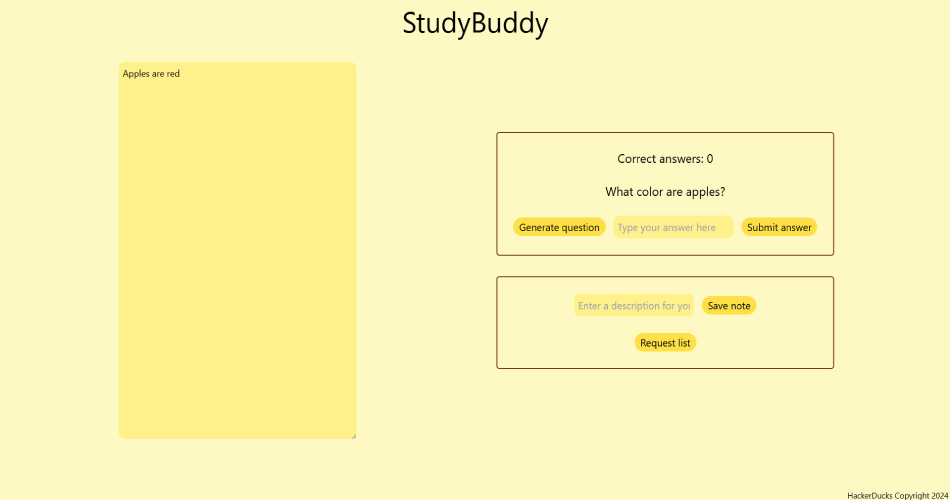 StudyBuddy
Apples are red
Correct answers: 0
What color are apples?
Generate question
Type your answer here
Submit answer
Enter a description for you
Save note
Request list
HackerDucks Copyright 2024